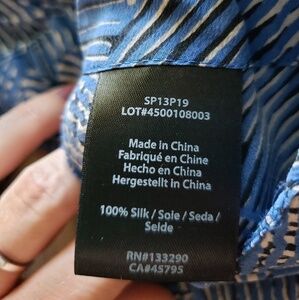 SP13P19
LOT#4500108003
Made in China
Fabriqué en Chine
Hecho en China
Hergestellt in China
100% Silk / Soie / Seda /
Seide
RN#133290
CA#45795